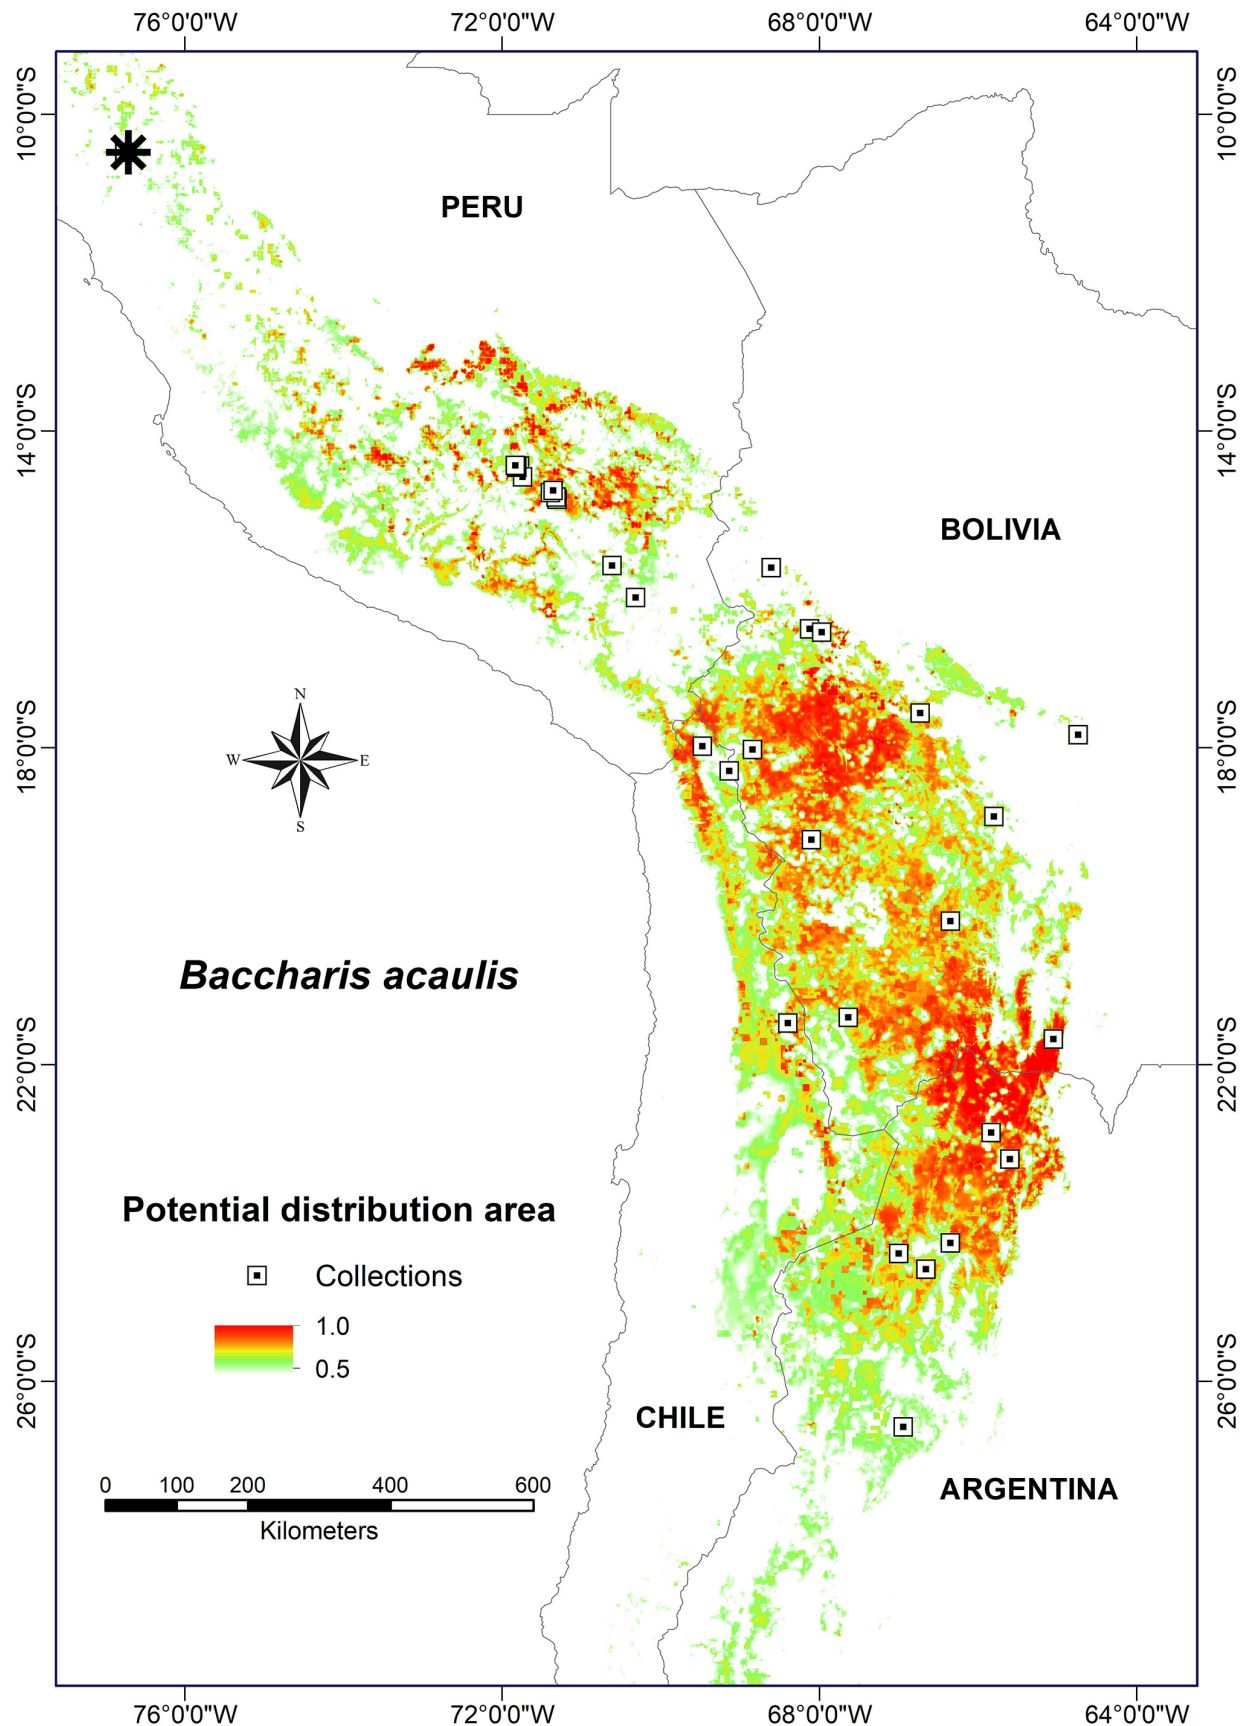 76°0'0"W 72°0'0"W 68°0'0"W 64°0'0"W
10°0'0"S 10°0'0"S
PERU
14°0'0"S 14°0'0"S
BOLIVIA
N
W E
S
18°0'0"S 18°0'0"S
Baccharis acaulis
22°0'0"S 22°0'0"S
Potential distribution area
Collections
1.0
0.5
26°0'0"S 26°0'0"S
CHILE
0 100 200 400 600
Kilometers
ARGENTINA
76°0'0"W 72°0'0"W 68°0'0"W 64°0'0"W